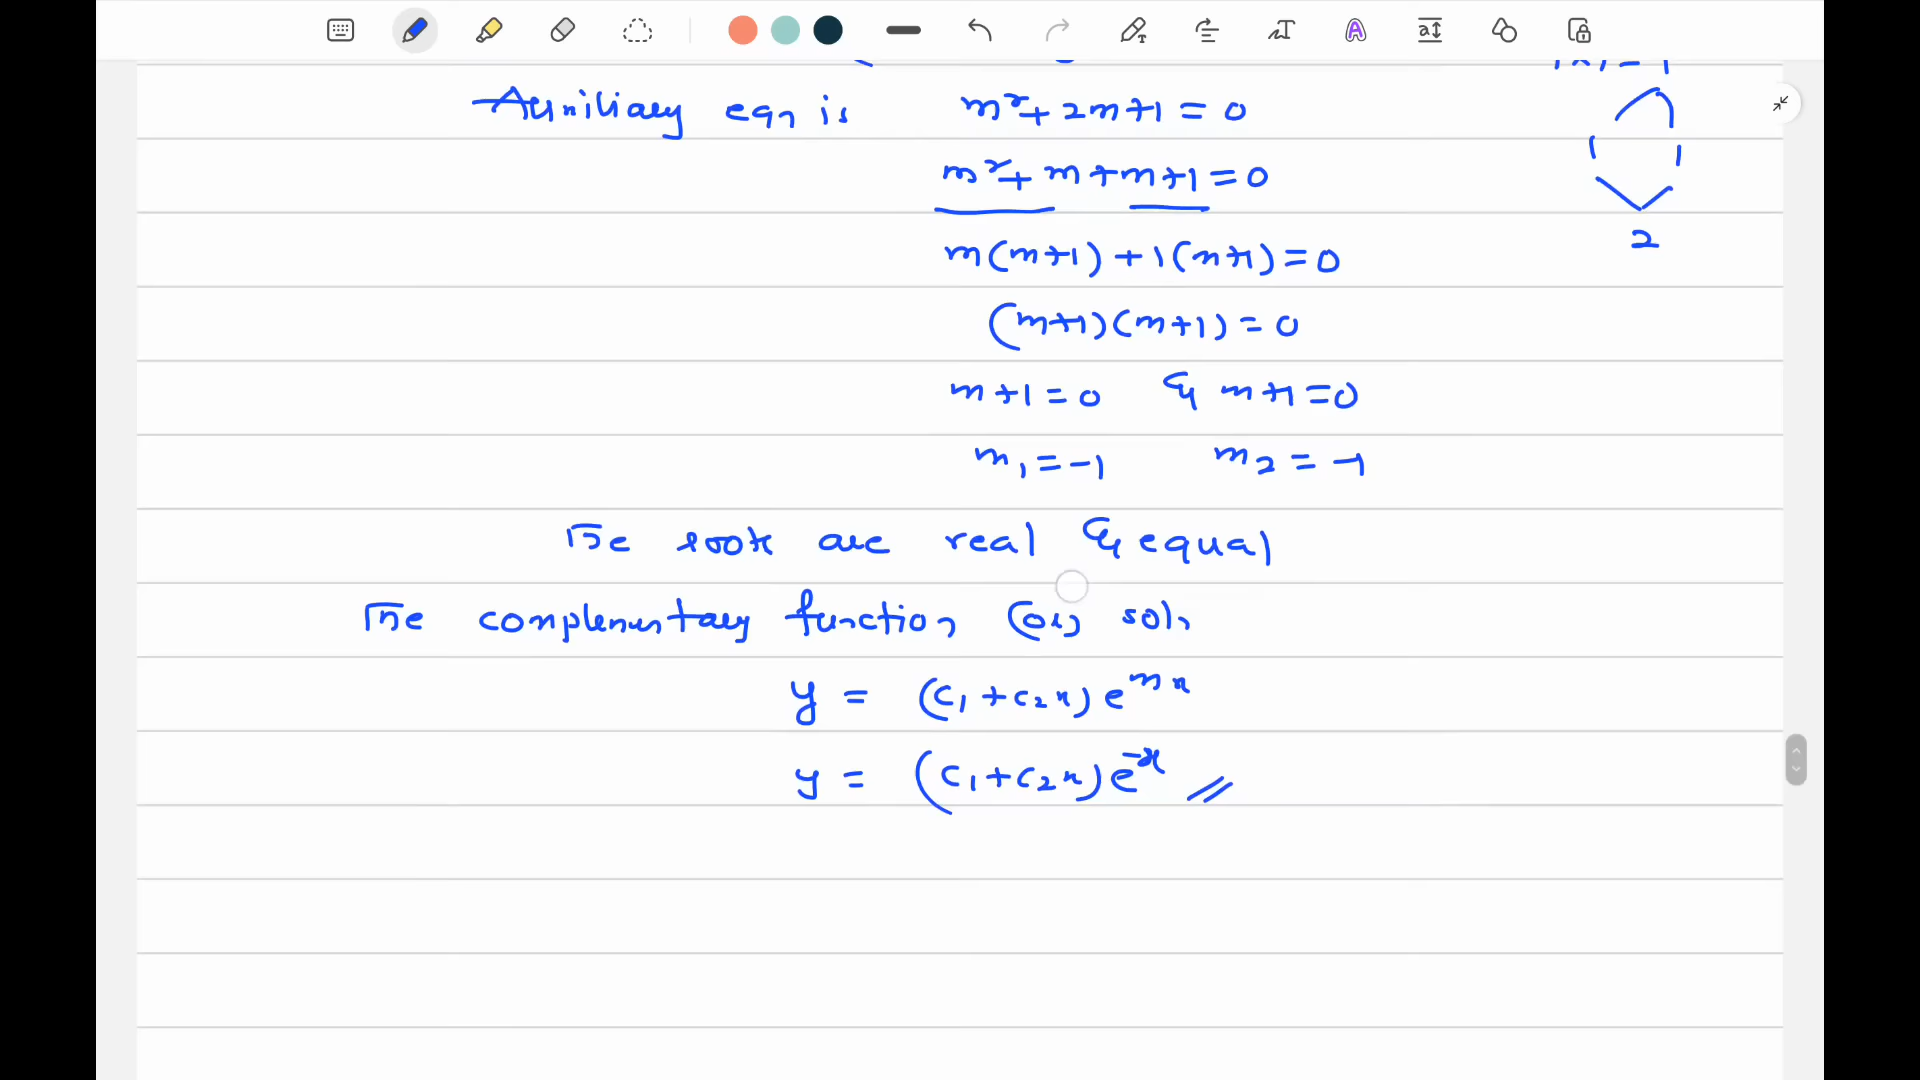 Auxiliary eqn is m²+2m+1=0
m²+m+m+1=0
m(m+1)+1(m+1)=0
(m+1)(m+1)=0
m+1=0 & m+1=0
m₁=-1 m₂=-1
1 1
2
The roots are real & equal
The complementary function (or) soln
y = (c₁+c₂x)e^mx
y = (c₁+c₂x)e^-x